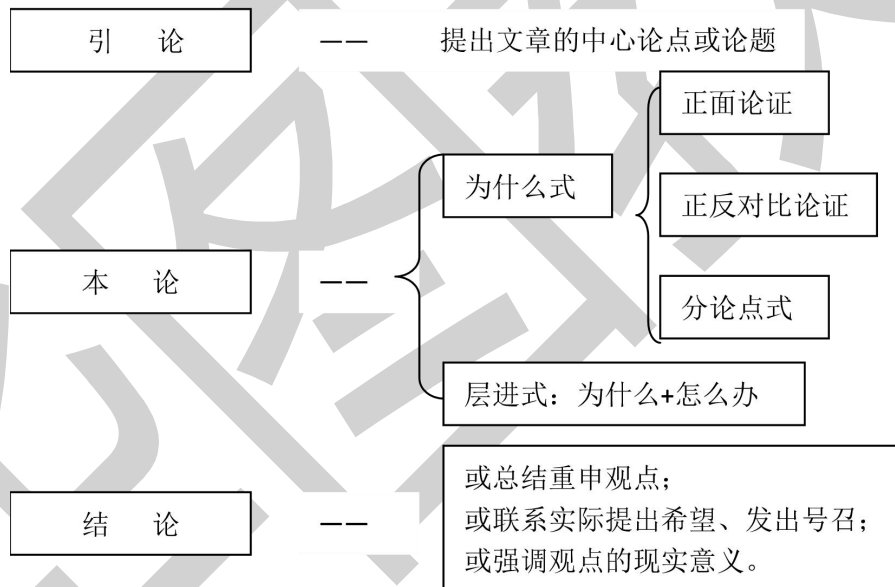 引 论 —— 提出文章的中心论点或论题
正面论证
为什么式
正反对比论证
本 论 ——
分论点式
层进式：为什么+怎么办
或总结重申观点；
结 论 —— 或联系实际提出希望、发出号召；
或强调观点的现实意义。